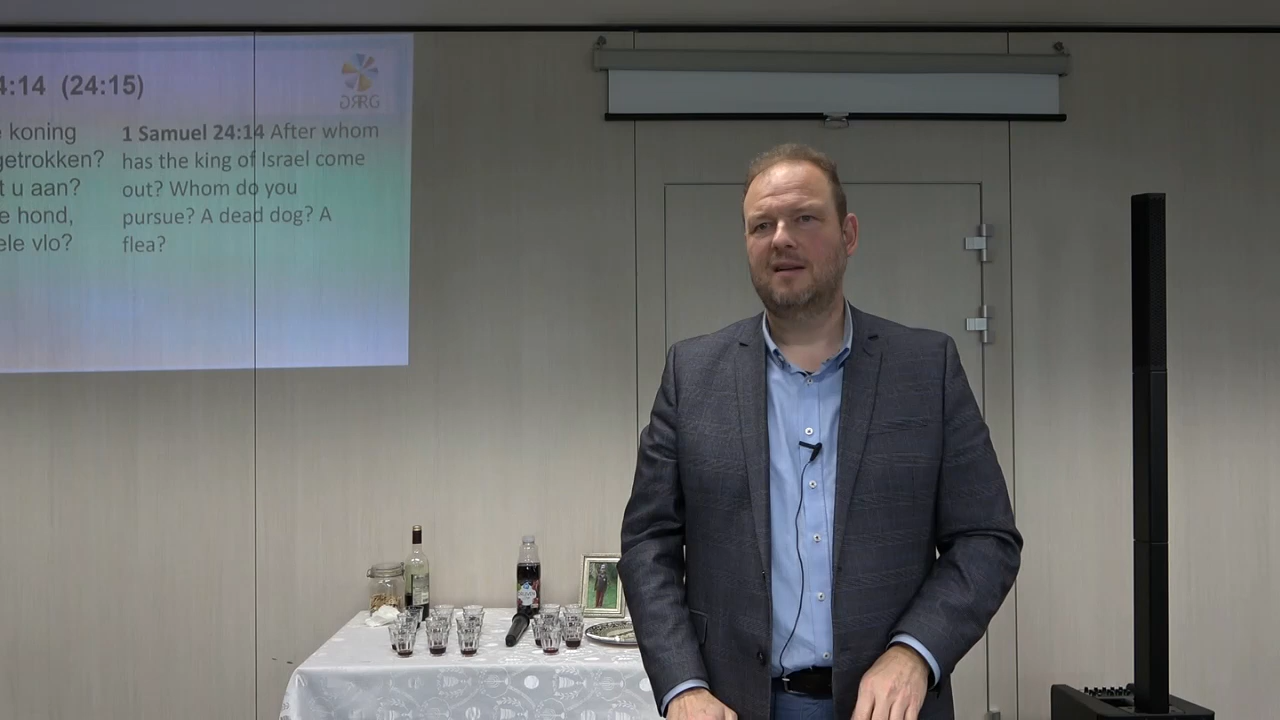 4:14 (24:15)
e koning
getrokken?
t u aan?
e hond,
ele vlo?
1 Samuel 24:14 After whom
has the king of Israel come
out? Whom do you
pursue? A dead dog? A
flea?